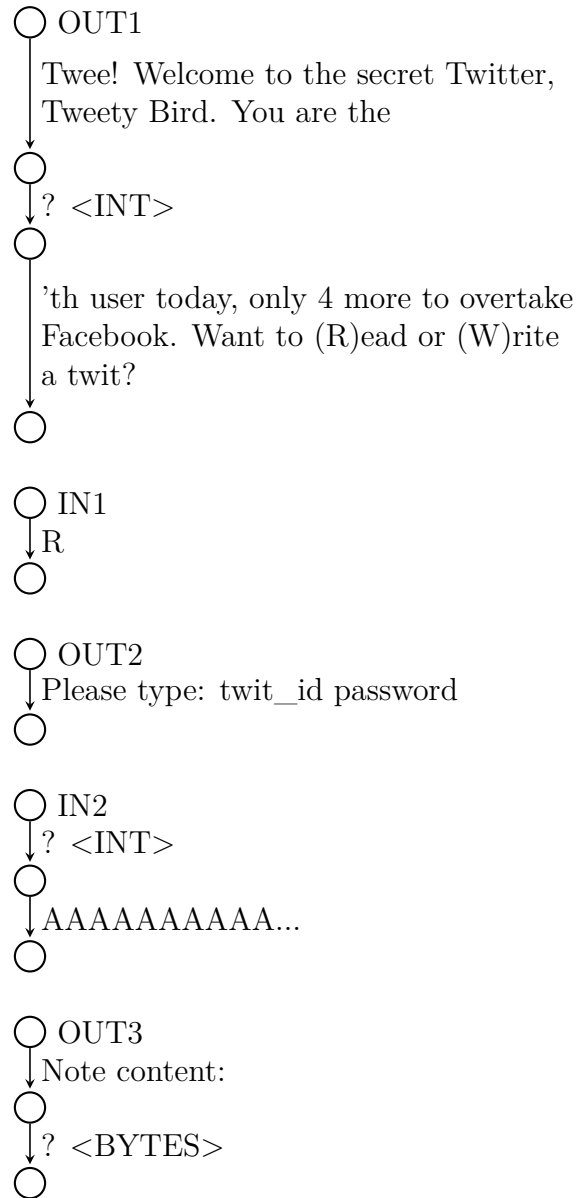 OUT1
Twee! Welcome to the secret Twitter,
Tweety Bird. You are the
? <INT>
’th user today, only 4 more to overtake
Facebook. Want to (R)ead or (W)rite
a twit?
IN1
R
OUT2
Please type: twit_id password
IN2
? <INT>
AAAAAAAAAA...
OUT3
Note content:
? <BYTES>